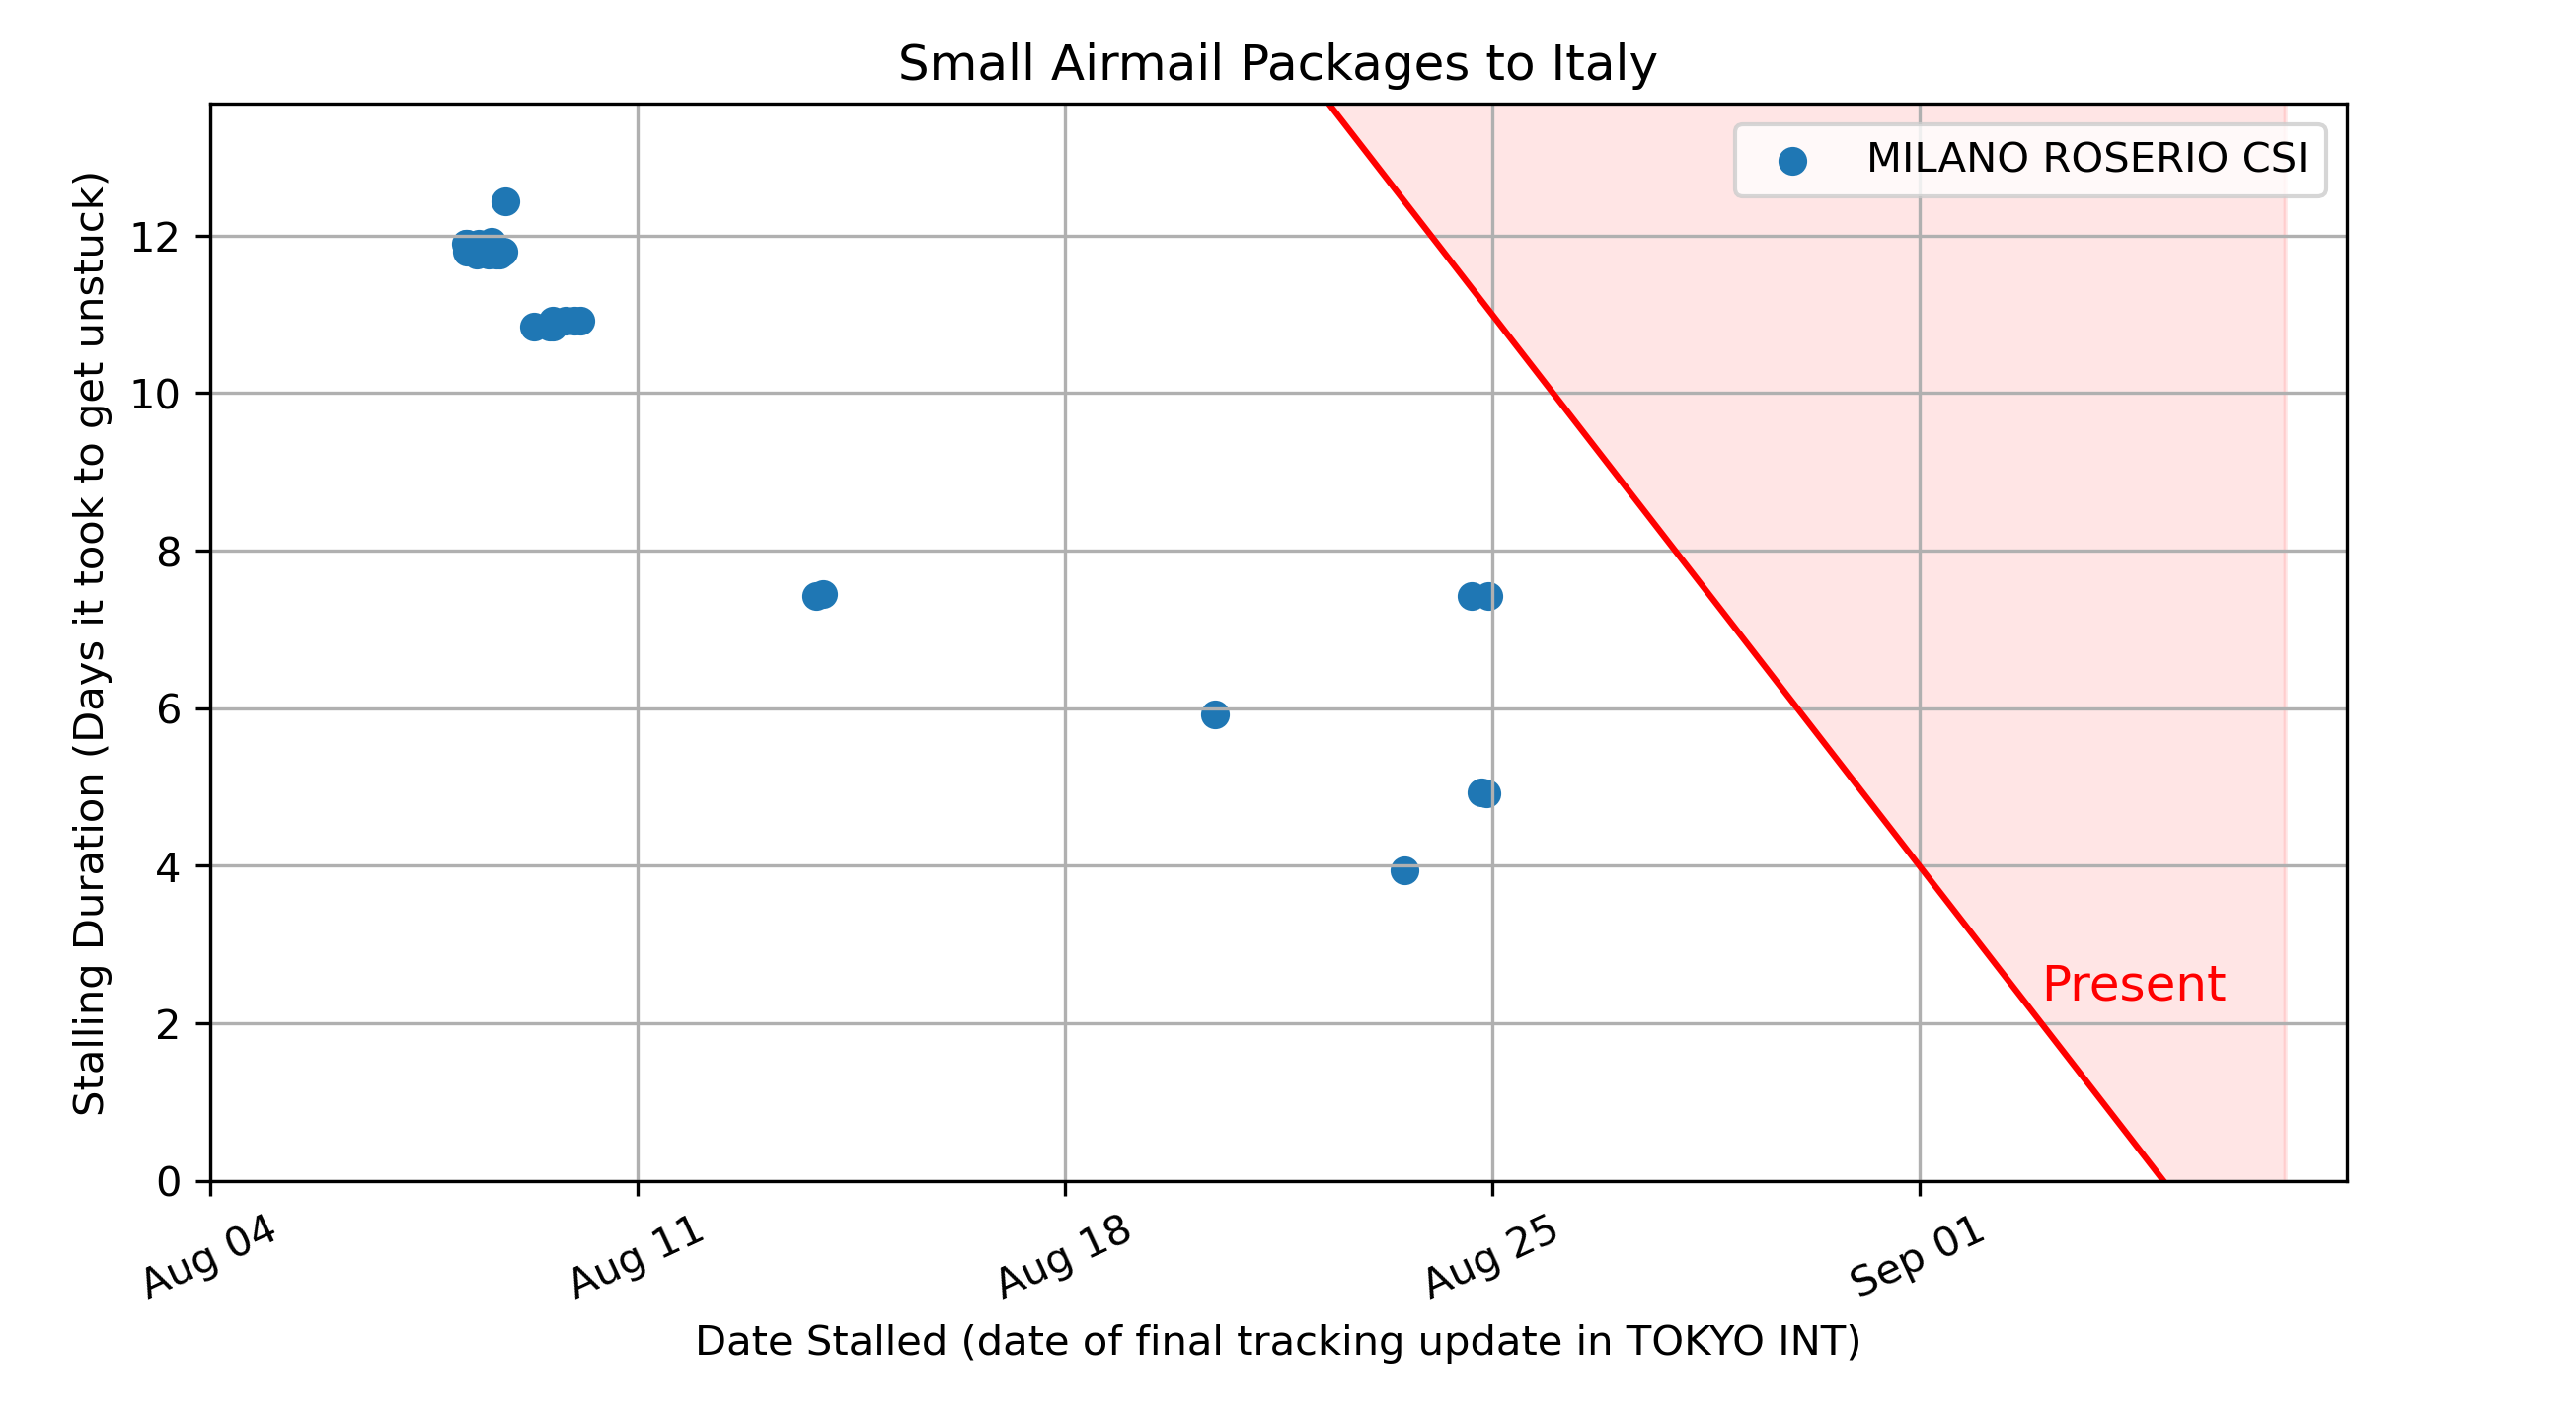 Small Airmail Packages to Italy
MILANO ROSERIO CSI
Stalling Duration (Days it took to get unstuck)
12
10
8
6
4
2
0
Present
Aug 04
Aug 11
Aug 18
Aug 25
Sep 01
Date Stalled (date of final tracking update in TOKYO INT)